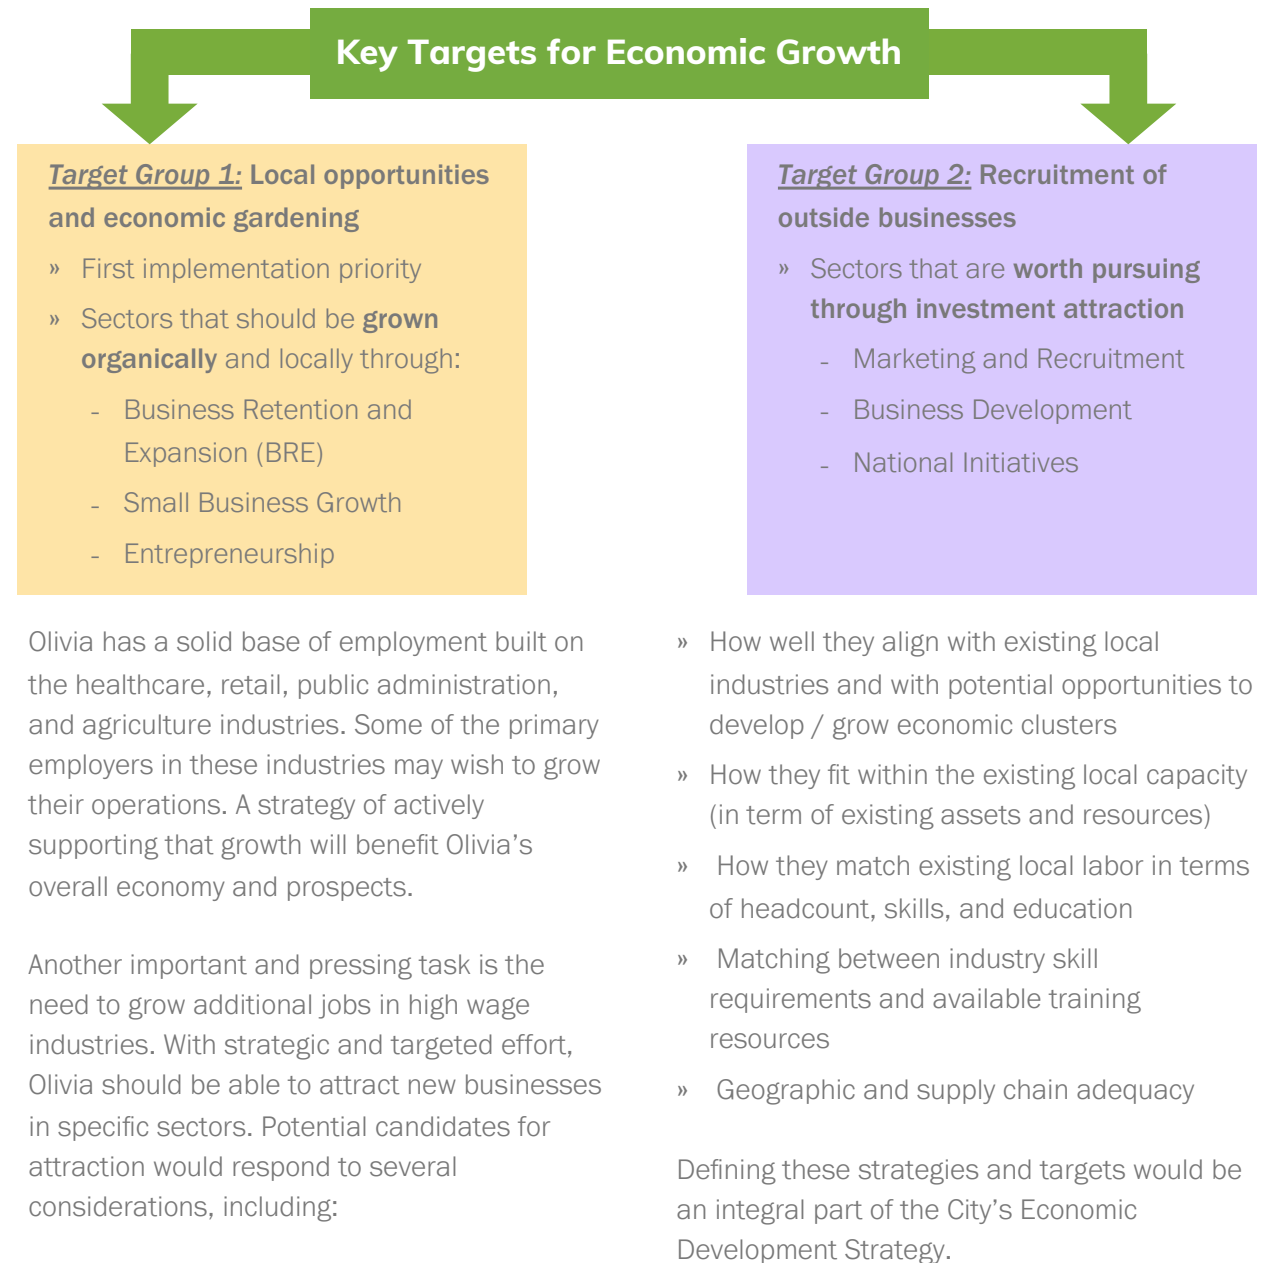 Key Targets for Economic Growth
Target Group 1: Local opportunities
and economic gardening
» First implementation priority
» Sectors that should be grown
organically and locally through:
- Business Retention and
Expansion (BRE)
- Small Business Growth
- Entrepreneurship
Target Group 2: Recruitment of
outside businesses
» Sectors that are worth pursuing
through investment attraction
- Marketing and Recruitment
- Business Development
- National Initiatives
Olivia has a solid base of employment built on
the healthcare, retail, public administration,
and agriculture industries. Some of the primary
employers in these industries may wish to grow
their operations. A strategy of actively
supporting that growth will benefit Olivia’s
overall economy and prospects.
Another important and pressing task is the
need to grow additional jobs in high wage
industries. With strategic and targeted effort,
Olivia should be able to attract new businesses
in specific sectors. Potential candidates for
attraction would respond to several
considerations, including:
» How well they align with existing local
industries and with potential opportunities to
develop / grow economic clusters
» How they fit within the existing local capacity
(in term of existing assets and resources)
» How they match existing local labor in terms
of headcount, skills, and education
» Matching between industry skill
requirements and available training
resources
» Geographic and supply chain adequacy
Defining these strategies and targets would be
an integral part of the City’s Economic
Development Strategy.